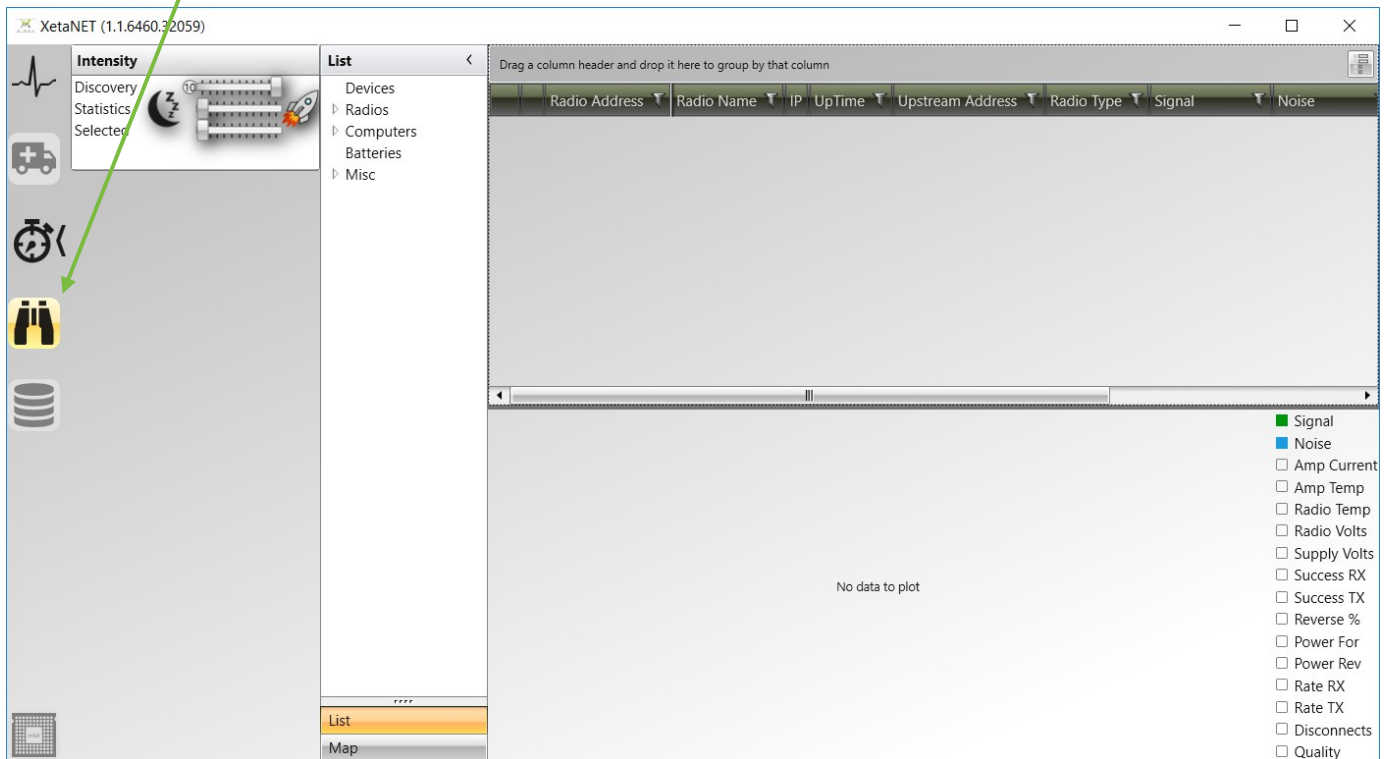 XetaNET (1.1.6460.32059)
Intensity
Discovery
Statistics
Selected
10
List
Devices
Radios
Computers
Batteries
Misc
List
Map
Drag a column header and drop it here to group by that column
Radio Address Radio Name IP UpTime Upstream Address Radio Type Signal Noise
No data to plot
Signal
Noise
Amp Current
Amp Temp
Radio Temp
Radio Volts
Supply Volts
Success RX
Success TX
Reverse %
Power For
Power Rev
Rate RX
Rate TX
Disconnects
Quality